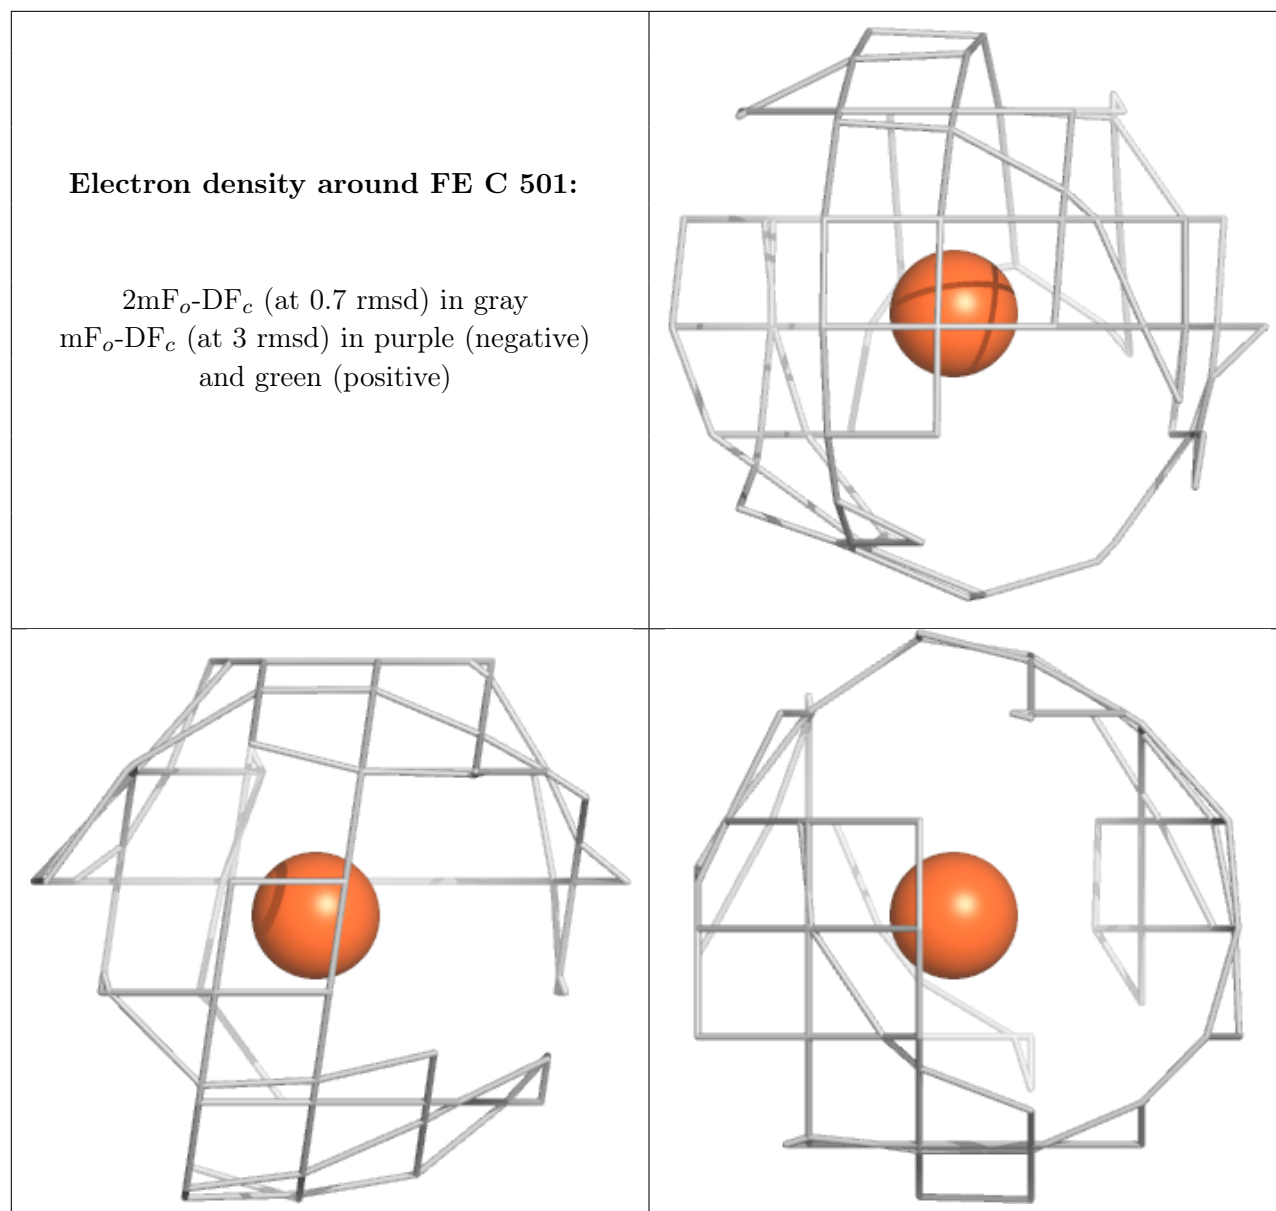 Electron density around FE C 501:
2mFo-DFc (at 0.7 rmsd) in gray
mFo-DFc (at 3 rmsd) in purple (negative)
and green (positive)